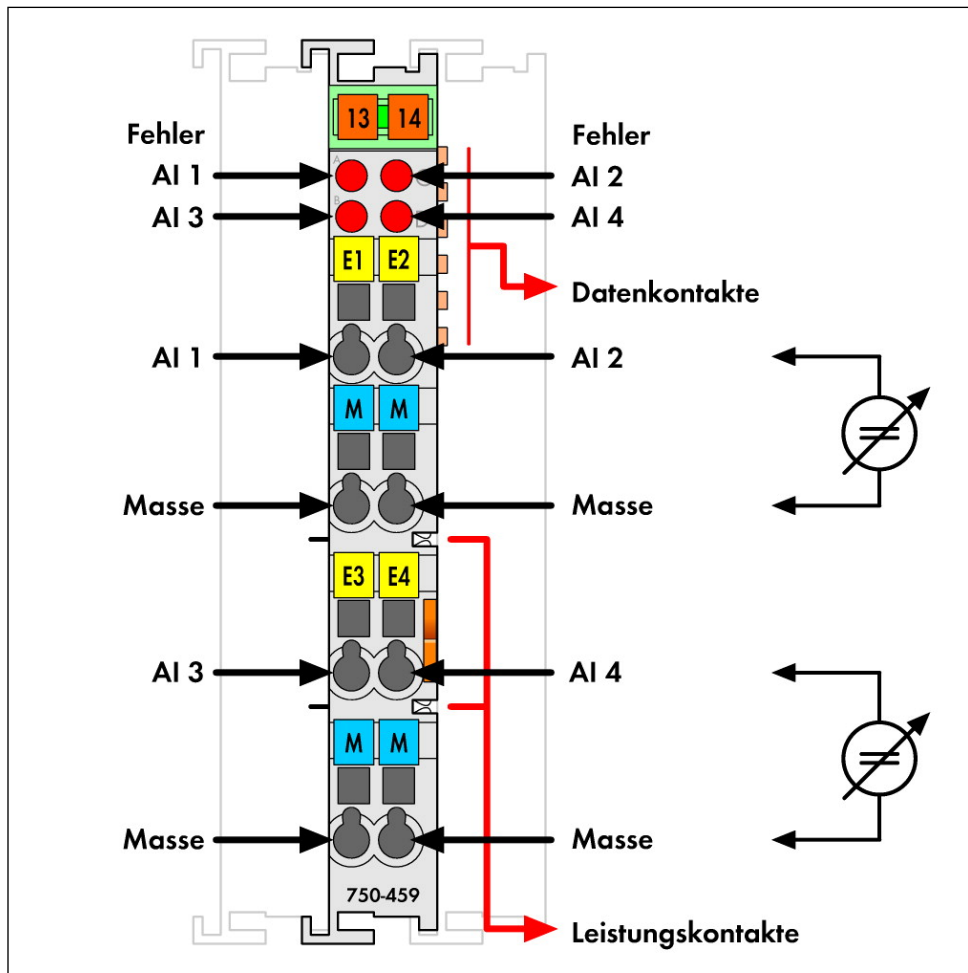 13 14
Fehler Fehler
A C
AI 1 AI 2
B D
AI 3 AI 4
E1 E2
Datenkontakte
AI 1 AI 2
M M
Masse Masse
E3 E4
AI 3 AI 4
M M
Masse Masse
750-459
Leistungskontakte